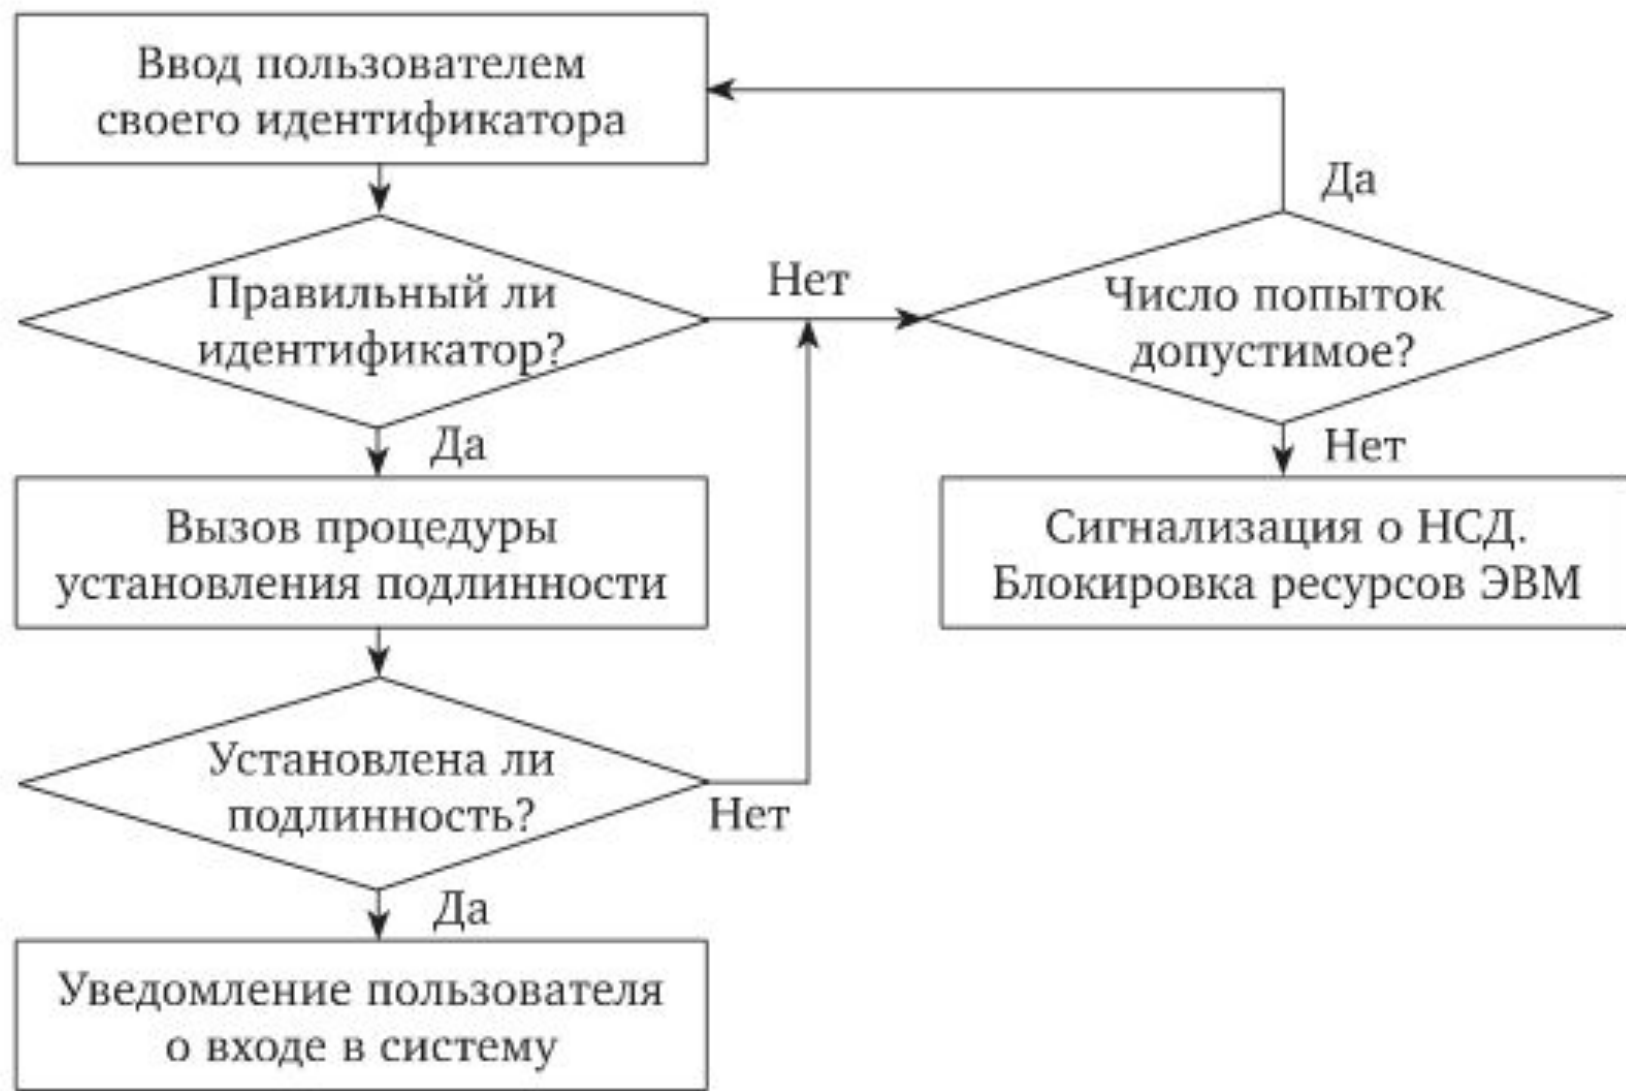 Ввод пользователем
своего идентификатора
Да
Правильный ли
идентификатор?
Нет
Число попыток
допустимое?
Да
Нет
Вызов процедуры
установления подлинности
Сигнализация о НСД.
Блокировка ресурсов ЭВМ
Установлена ли
подлинность?
Нет
Да
Уведомление пользователя
о входе в систему